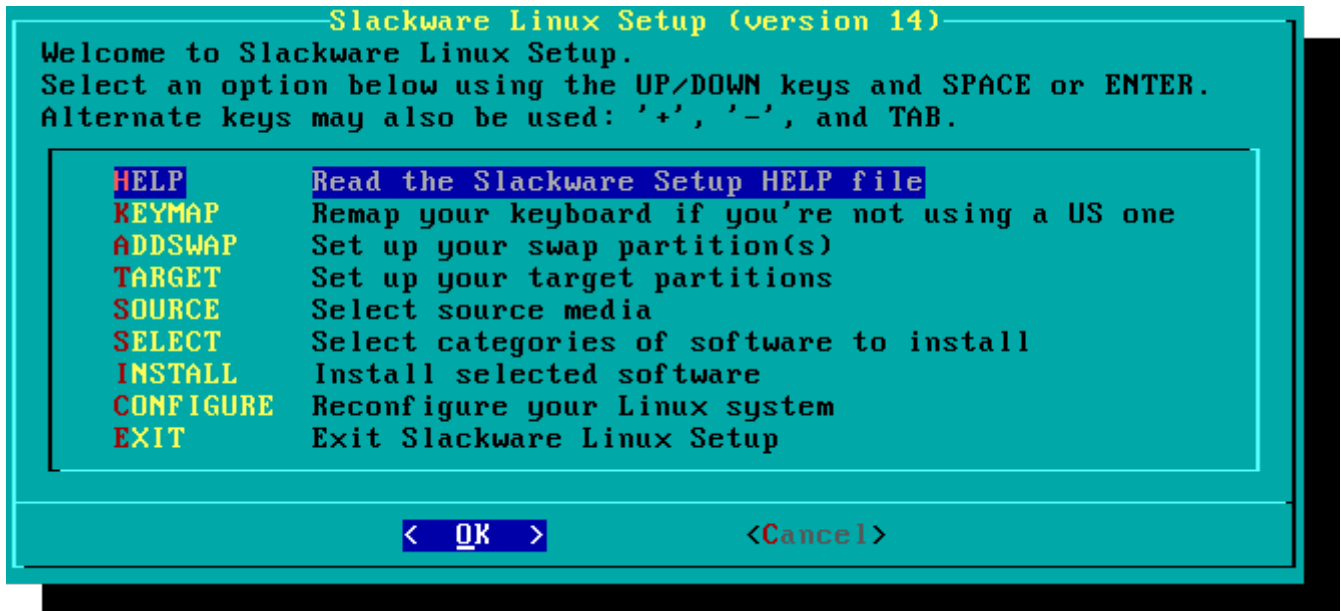 Slackware Linux Setup (version 14)
Welcome to Slackware Linux Setup.
Select an option below using the UP/DOWN keys and SPACE or ENTER.
Alternate keys may also be used: '+', '-', and TAB.
HELP Read the Slackware Setup HELP file
KEYMAP Remap your keyboard if you're not using a US one
ADDSWAP Set up your swap partition(s)
TARGET Set up your target partitions
SOURCE Select source media
SELECT Select categories of software to install
INSTALL Install selected software
CONFIGURE Reconfigure your Linux system
EXIT Exit Slackware Linux Setup
< OK > <Cancel>